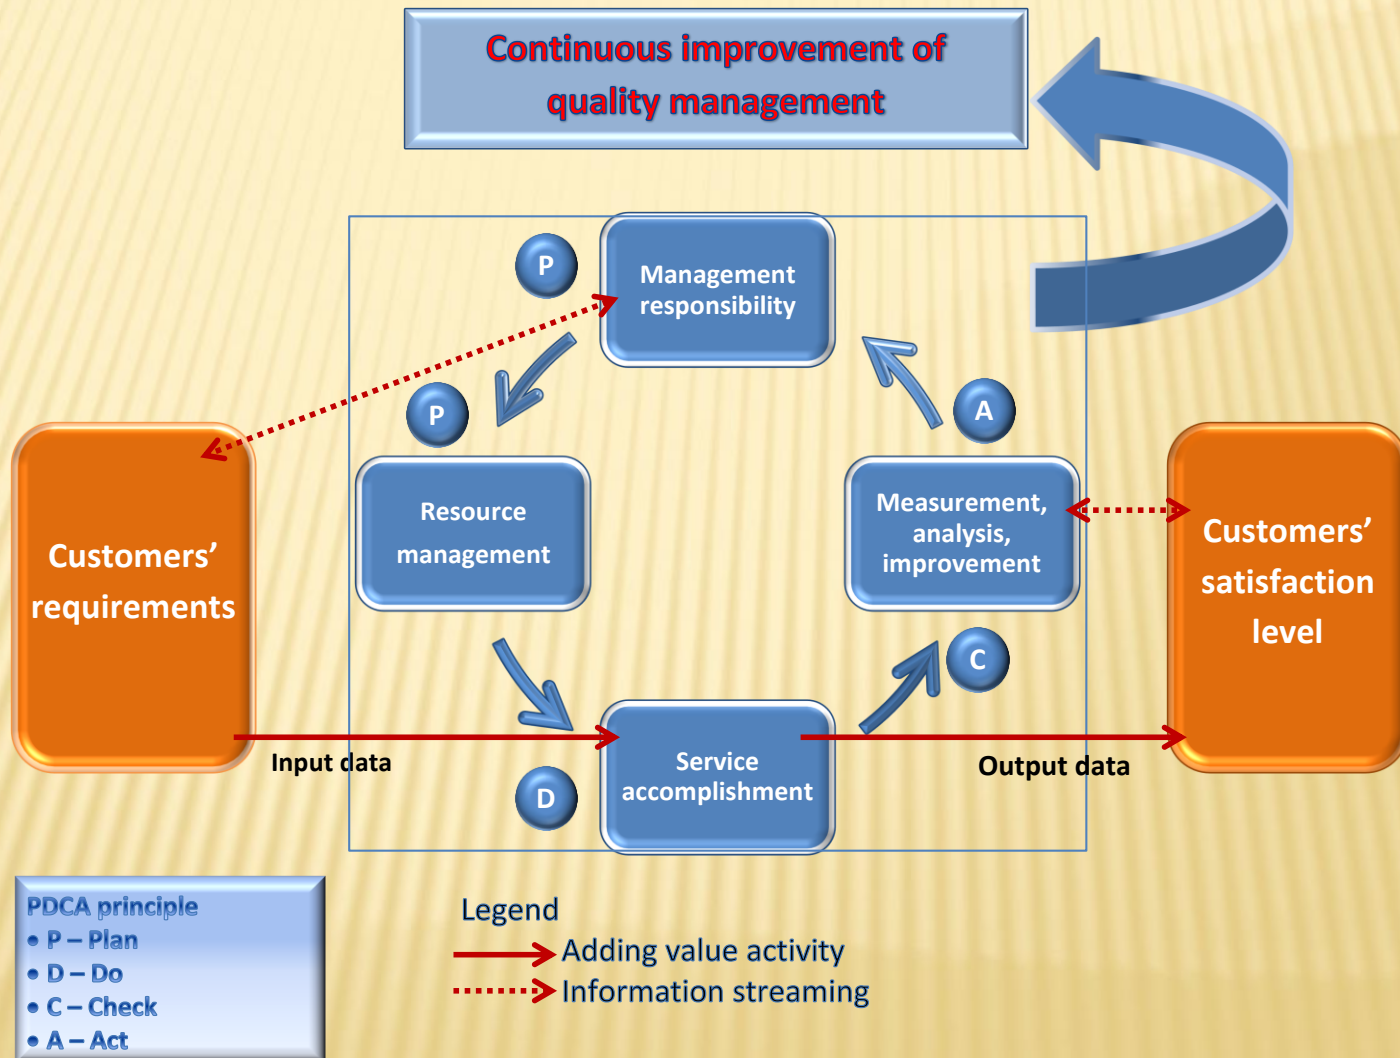 Continuous improvement of
quality management
P
Management
responsibility
P
A
Customers’
requirements
Resource
management
Measurement,
analysis,
improvement
Customers’
satisfaction
level
C
Input data
Service
accomplishment
Output data
D
PDCA principle
• P – Plan
• D – Do
• C – Check
• A – Act
Legend
Adding value activity
Information streaming